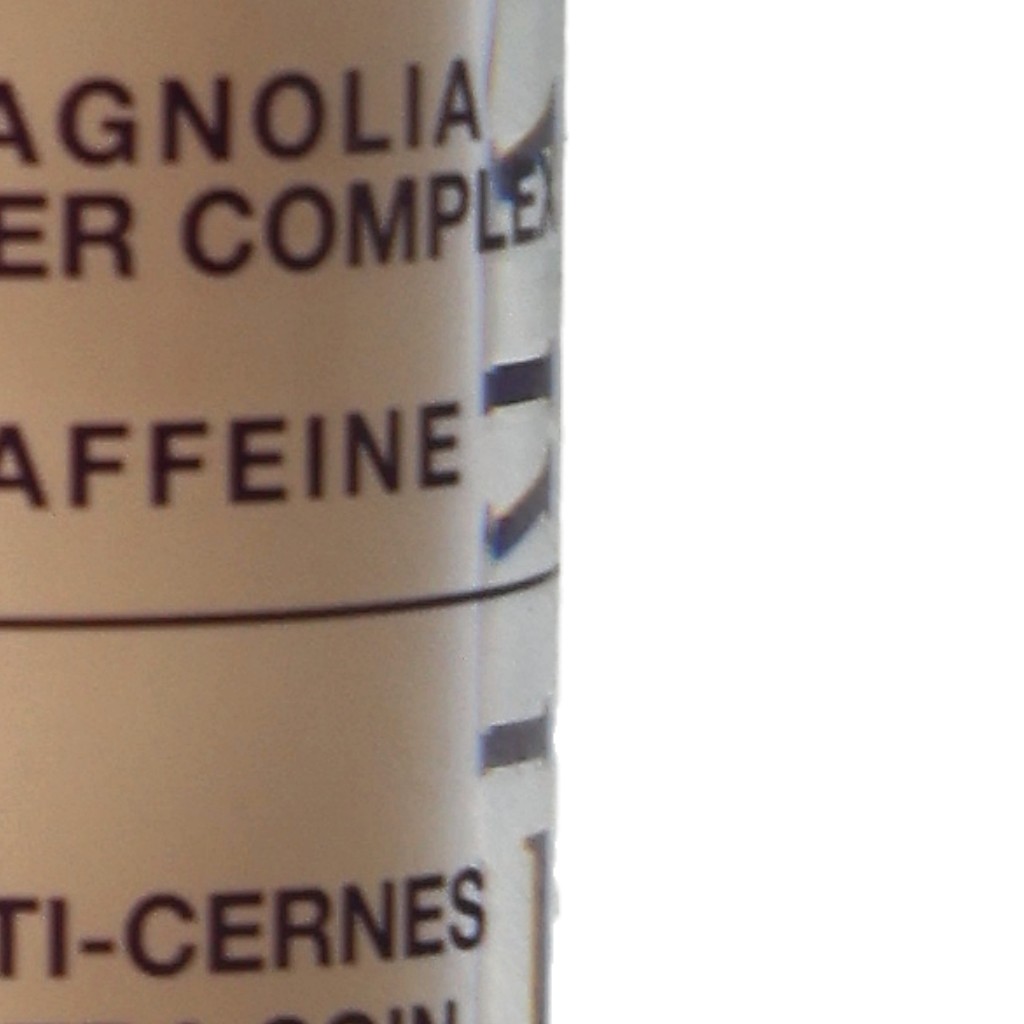 AGNOLIA
ER COMPLEX
AFFEINE
TI-CERNES